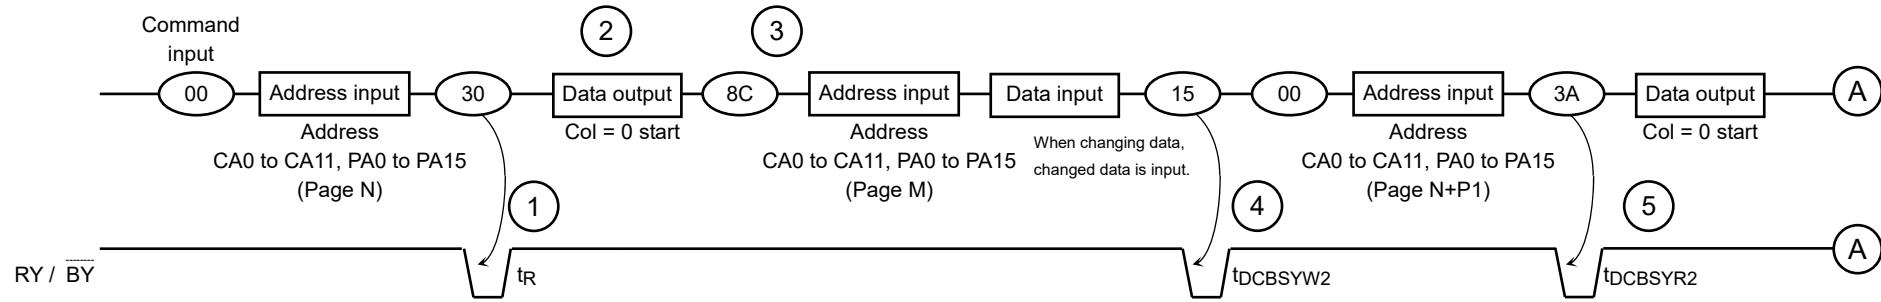 Command
input
2
3
00
Address input
30
Data output
8C
Address input
Data input
15
00
Address input
3A
Data output
A
Address
CA0 to CA11, PA0 to PA15
(Page N)
Col = 0 start
Address
CA0 to CA11, PA0 to PA15
(Page M)
When changing data,
changed data is input.
Address
CA0 to CA11, PA0 to PA15
(Page N+P1)
Col = 0 start
1
4
5
RY / BY
tR
tDCBSYW2
tDCBSYR2
A